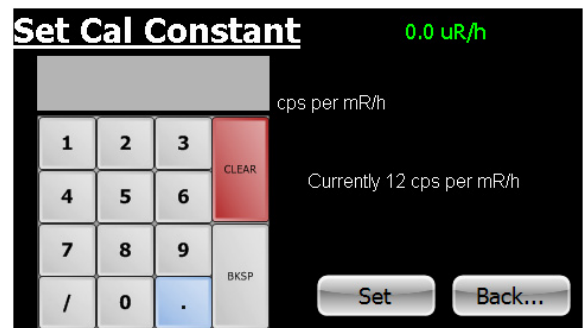 Set Cal Constant
0.0 uR/h
cps per mR/h
1 2 3 CLEAR
4 5 6
Currently 12 cps per mR/h
7 8 9 BKSP
/ 0 .
Set Back...